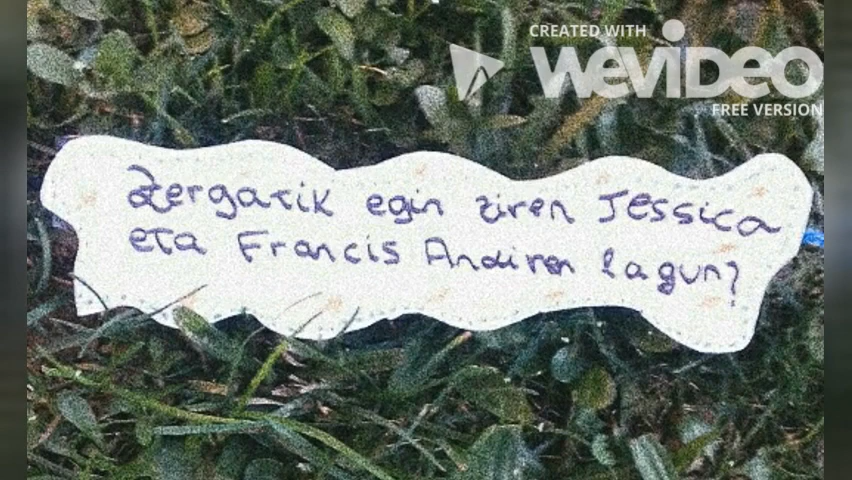 CREATED WITH
WEVIDEO
FREE VERSION
Zergatik egin ziren Jessica
eta Francis Andiren lagun?